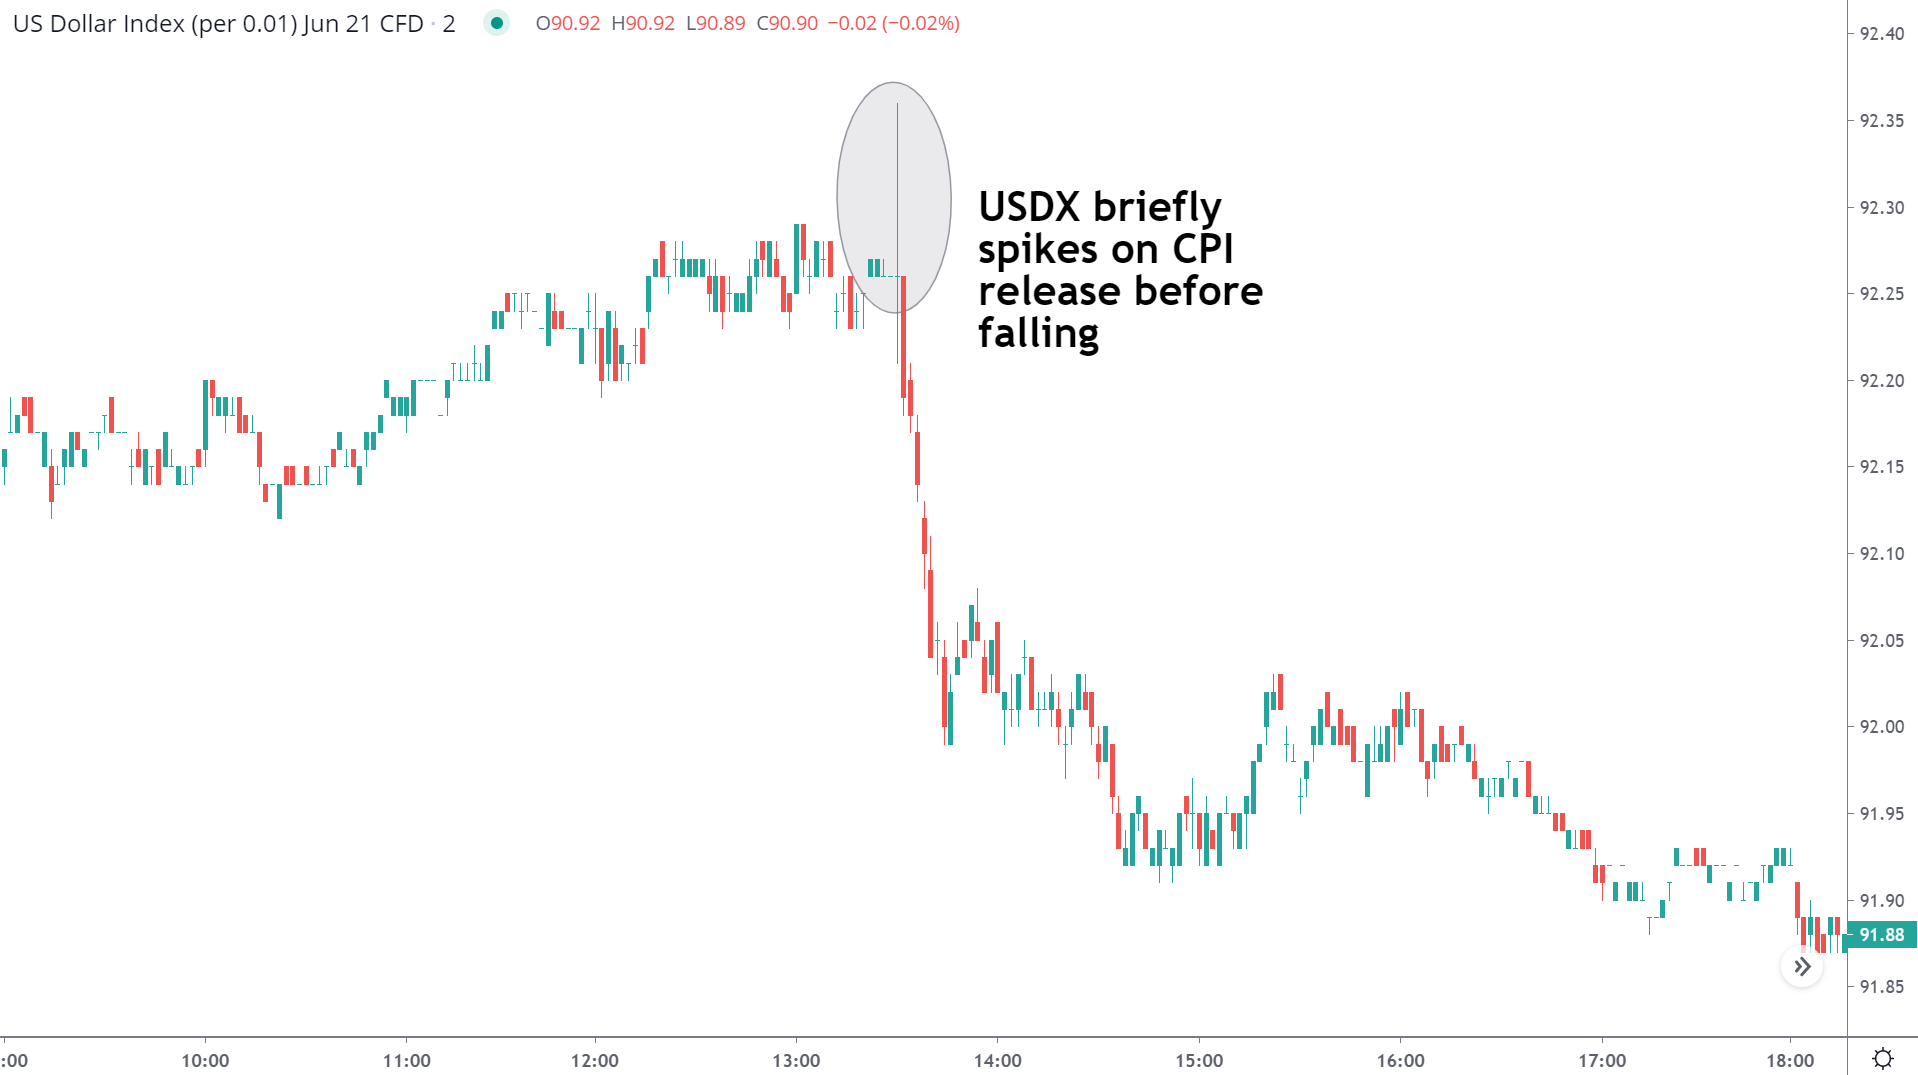 US Dollar Index (per 0.01) Jun 21 CFD · 2 O90.92 H90.92 L90.89 C90.90 −0.02 (−0.02%)
92.40
92.35
92.30
92.25
92.20
92.15
92.10
92.05
92.00
91.95
91.90
91.88
91.85
USDX briefly
spikes on CPI
release before
falling
:00 10:00 11:00 12:00 13:00 14:00 15:00 16:00 17:00 18:00